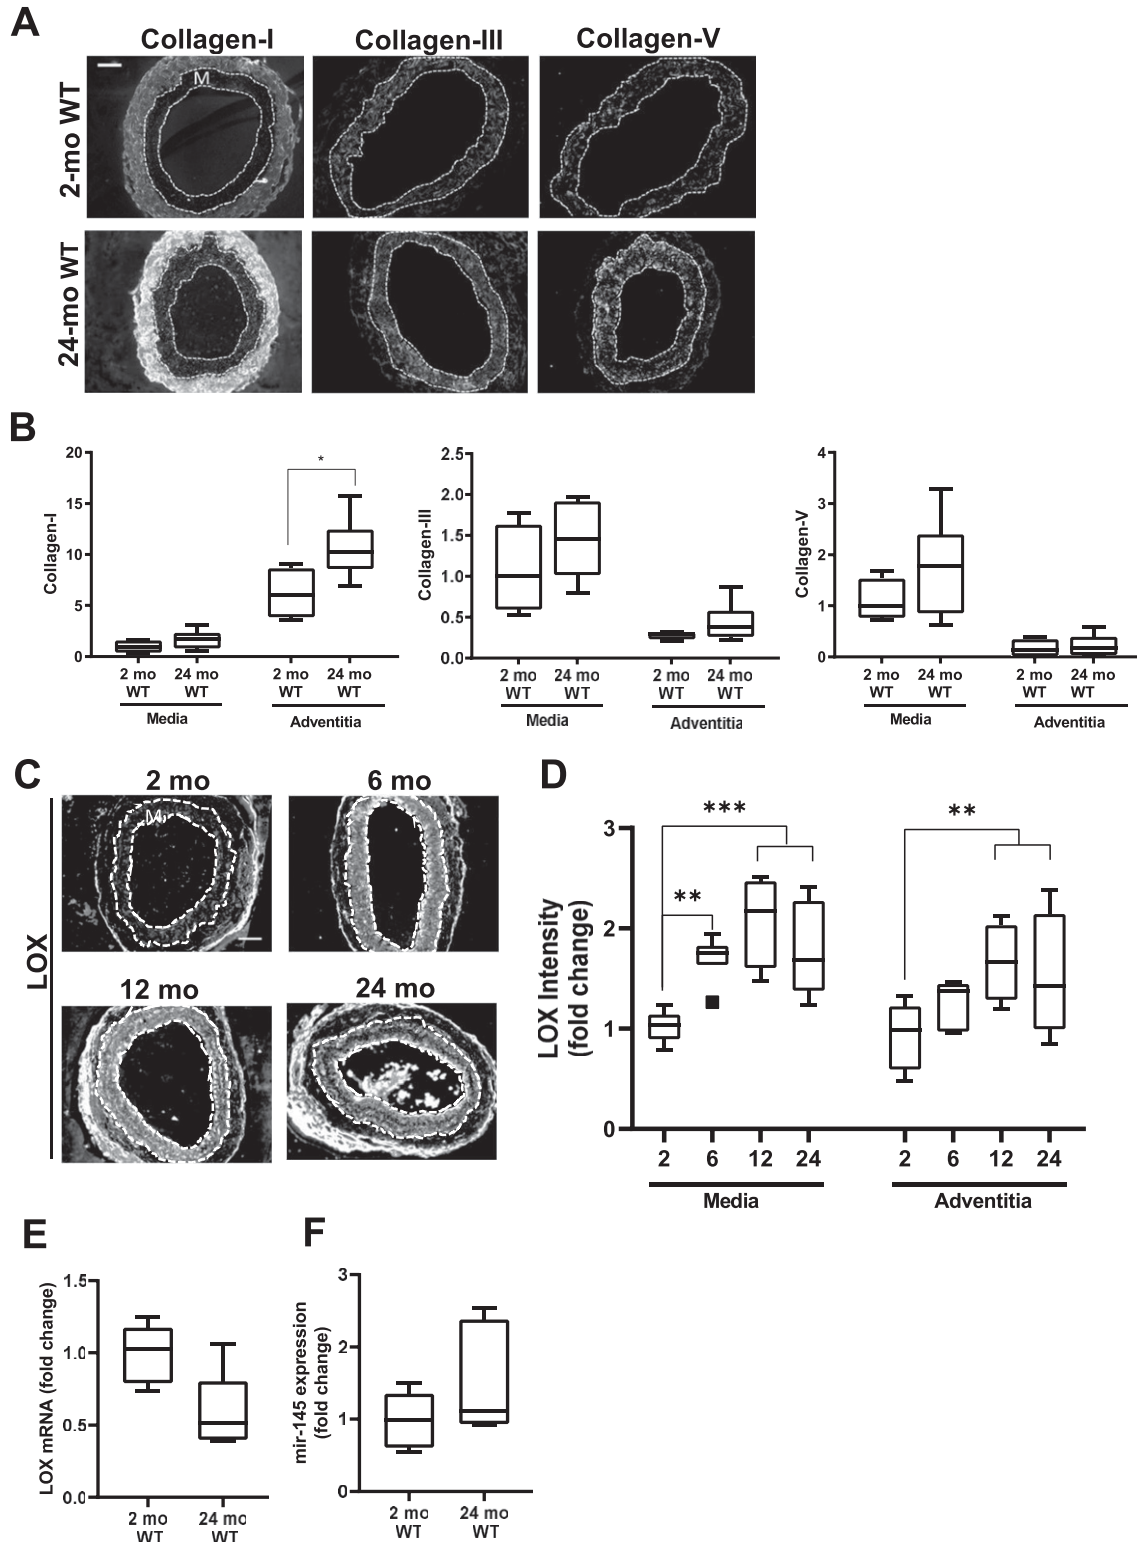 A
Collagen-I
Collagen-III
Collagen-V
2-mo WT
M
24-mo WT
B
20
15
10
5
0
Collagen-I
*
2 mo
WT
24 mo
WT
2 mo
WT
24 mo
WT
Media
Adventitia
2.5
2.0
1.5
1.0
0.5
0.0
Collagen-III
2 mo
WT
24 mo
WT
2 mo
WT
24 mo
WT
Media
Adventitia
4
3
2
1
0
Collagen-V
2 mo
WT
24 mo
WT
2 mo
WT
24 mo
WT
Media
Adventitia
C
2 mo
6 mo
M
LOX
12 mo
24 mo
D
3
2
1
0
LOX Intensity
(fold change)
***
**
**
2
6
12
24
2
6
12
24
Media
Adventitia
E
1.5
1.0
0.5
0.0
LOX mRNA (fold change)
2 mo
WT
24 mo
WT
F
3
2
1
0
mir-145 expression
(fold change)
2 mo
WT
24 mo
WT